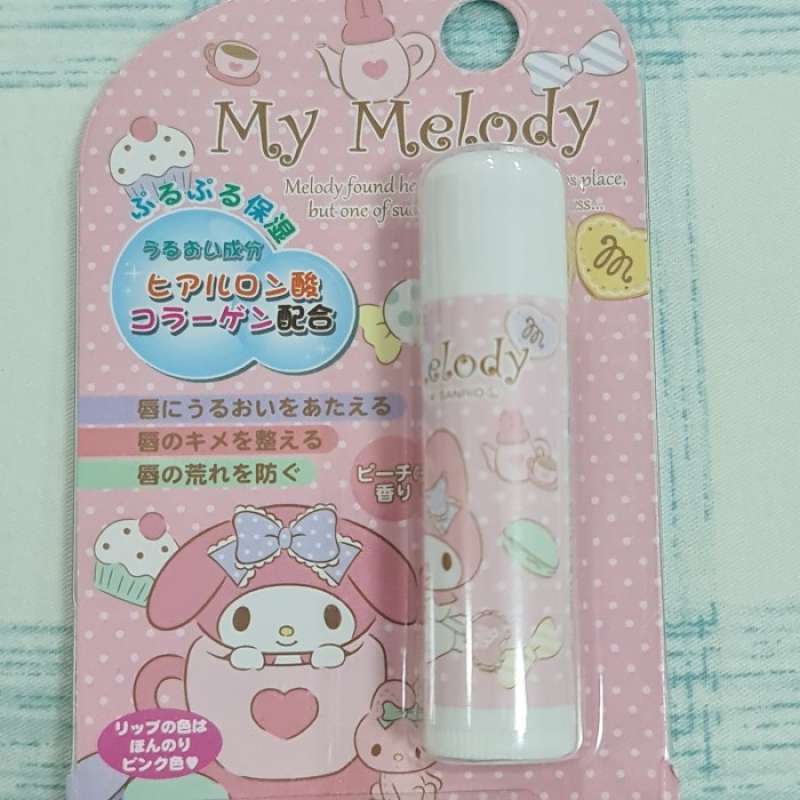 My Melody
Melody found he place,
but one of su ss...
ぷるぷる保湿
うるおい成分
ヒアルロン酸
コラーゲン配合
elody
SANRIO
唇にうるおいをあたえる
唇のキメを整える
唇の荒れを防ぐ
ピーチの
香り
リップの色は
ほんのり
ピンク色♥